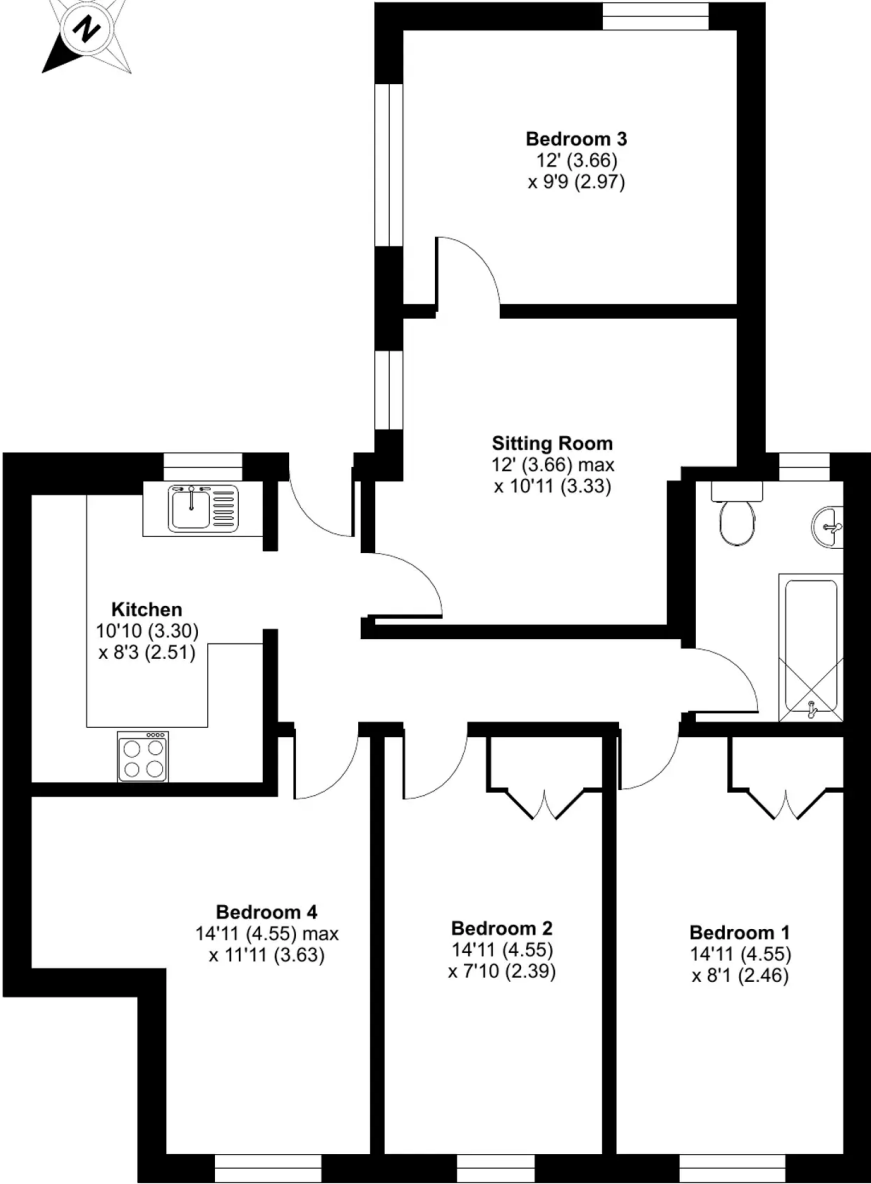 N
Bedroom 3
12' (3.66)
x 9'9 (2.97)
Sitting Room
12' (3.66) max
x 10'11 (3.33)
Kitchen
10'10 (3.30)
x 8'3 (2.51)
Bedroom 4
14'11 (4.55) max
x 11'11 (3.63)
Bedroom 2
14'11 (4.55)
x 7'10 (2.39)
Bedroom 1
14'11 (4.55)
x 8'1 (2.46)